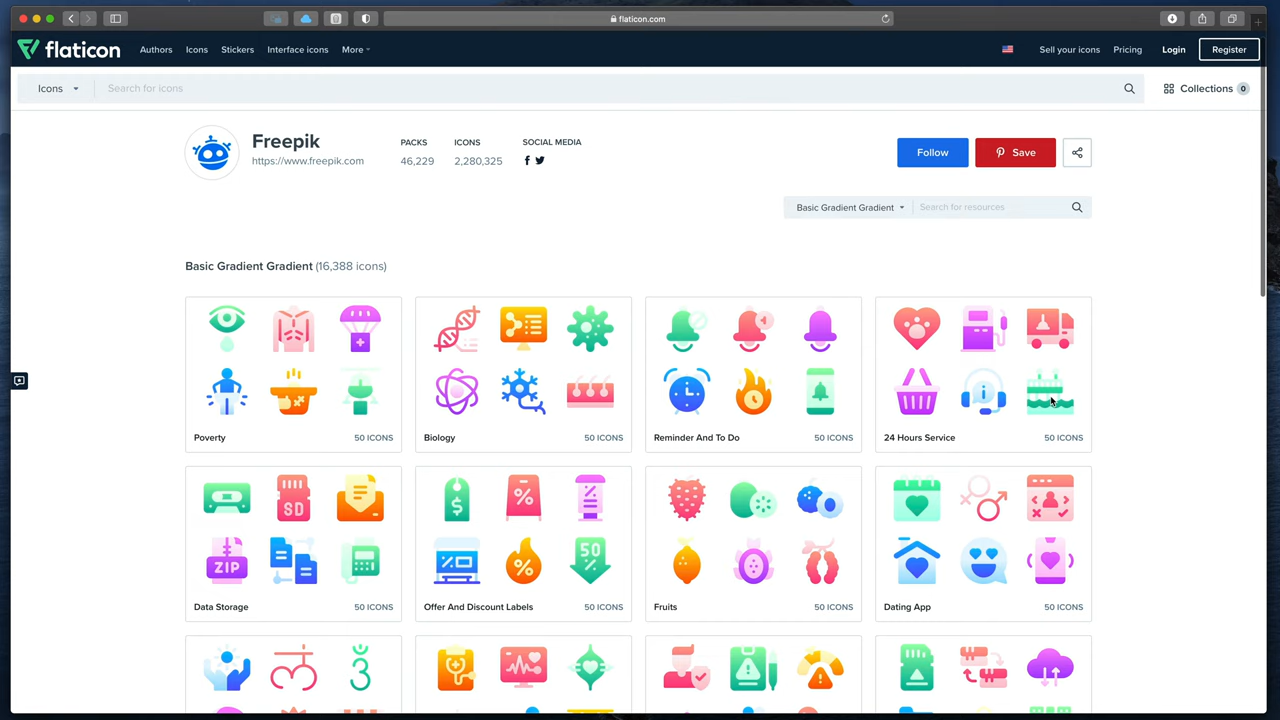 flaticon.com
flaticon Authors Icons Stickers Interface icons More Sell your icons Pricing Login Register
Icons Search for icons Collections 0
Freepik PACKS ICONS SOCIAL MEDIA Follow Save
https://www.freepik.com 46,229 2,280,325
Basic Gradient Gradient Search for resources
Basic Gradient Gradient (16,388 icons)
Poverty 50 ICONS Biology 50 ICONS Reminder And To Do 50 ICONS 24 Hours Service 50 ICONS
SD
ZIP
$
%
%
%
%
50
Data Storage 50 ICONS Offer And Discount Labels 50 ICONS Fruits 50 ICONS Dating App 50 ICONS